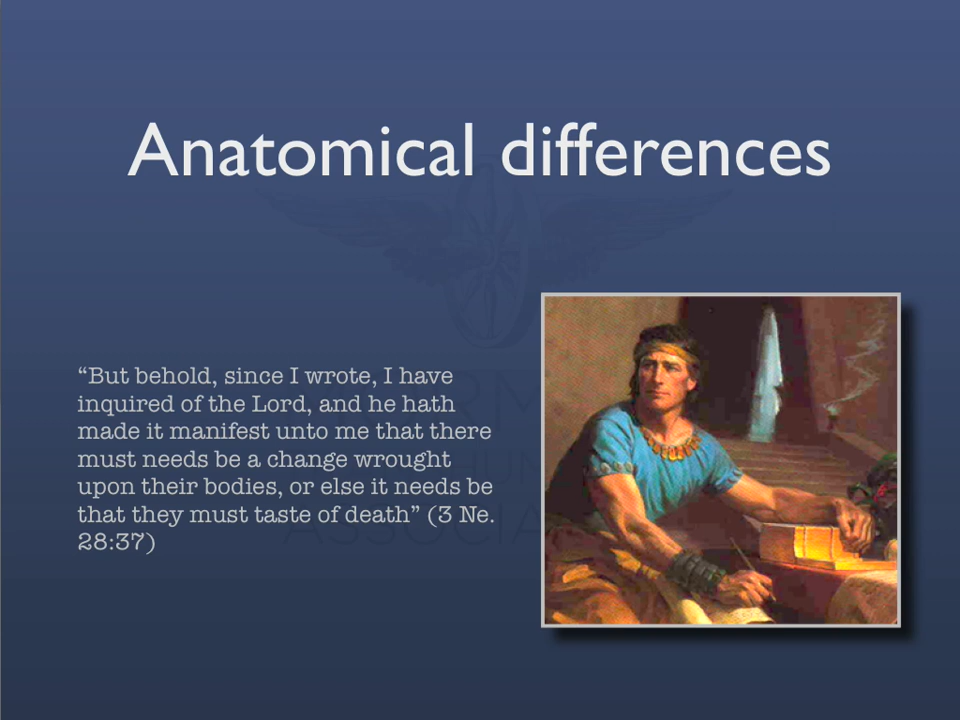 Anatomical differences
“But behold, since I wrote, I have
inquired of the Lord, and he hath
made it manifest unto me that there
must needs be a change wrought
upon their bodies, or else it needs be
that they must taste of death” (3 Ne.
28:37)